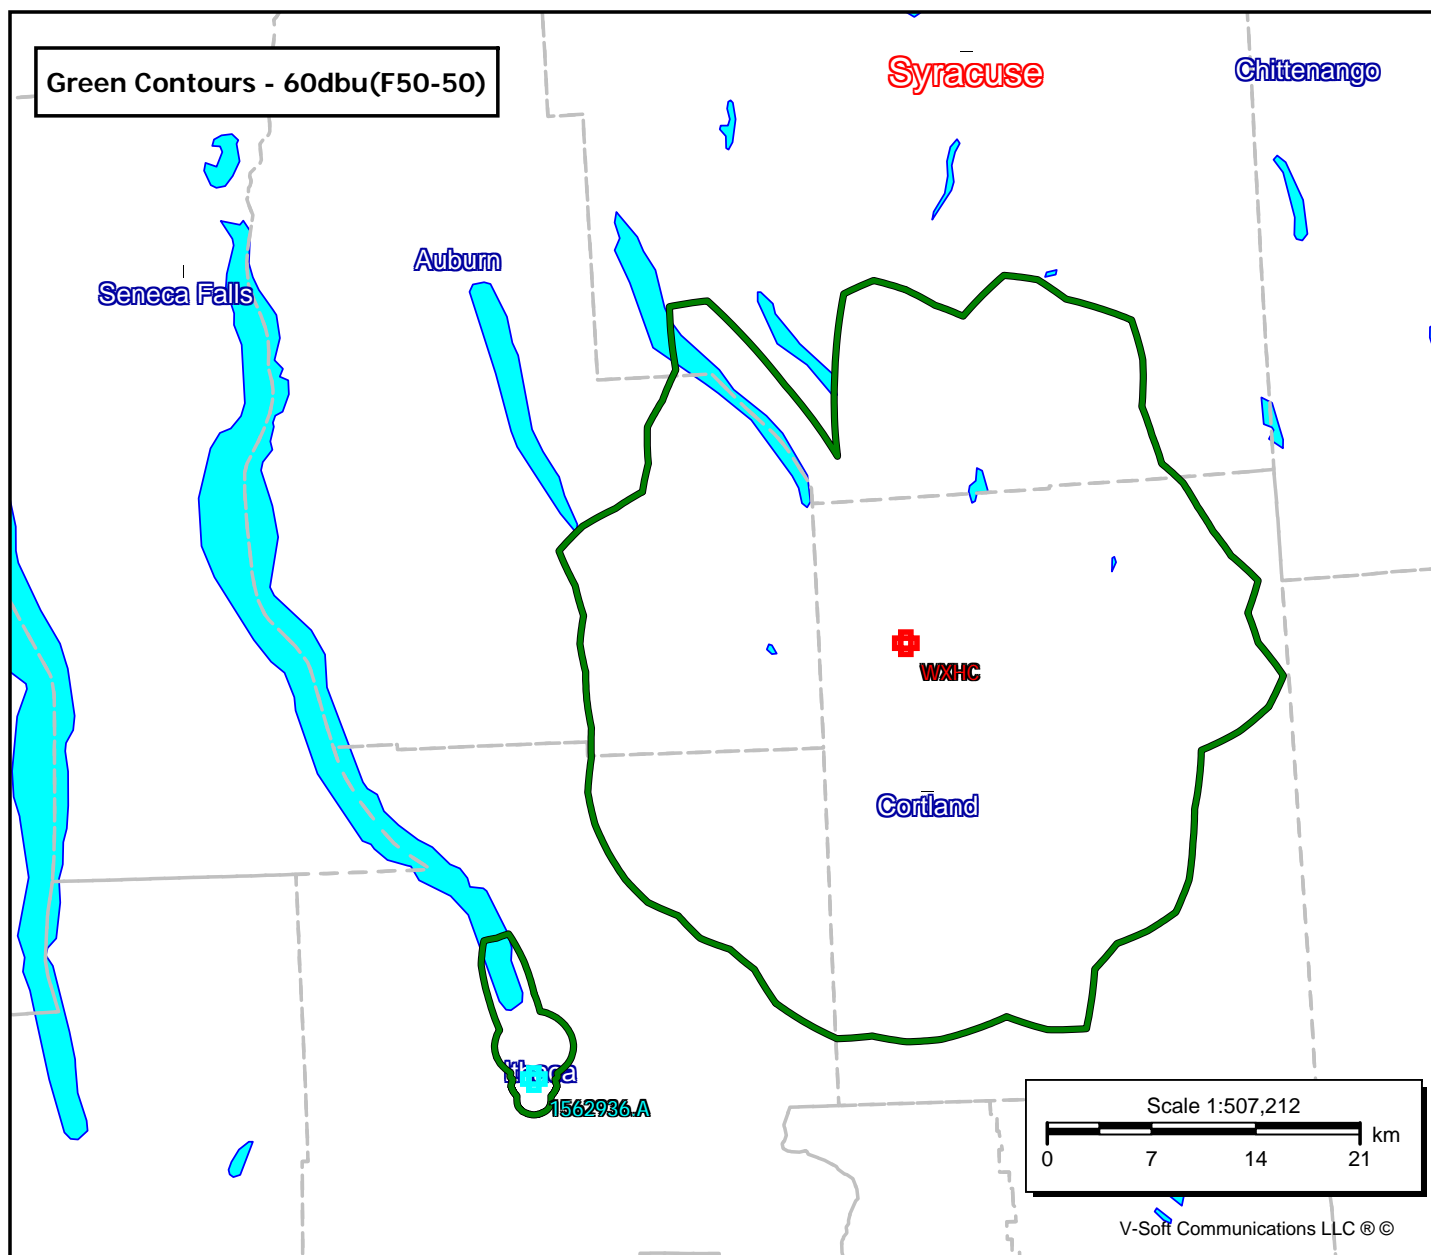 Green Contours - 60dbu(F50-50)
Syracuse
Chittenango
Auburn
Seneca Falls
WXHC
Cortland
Ithaca
1562936.A
Scale 1:507,212
km
0 7 14 21
V-Soft Communications LLC ® ©